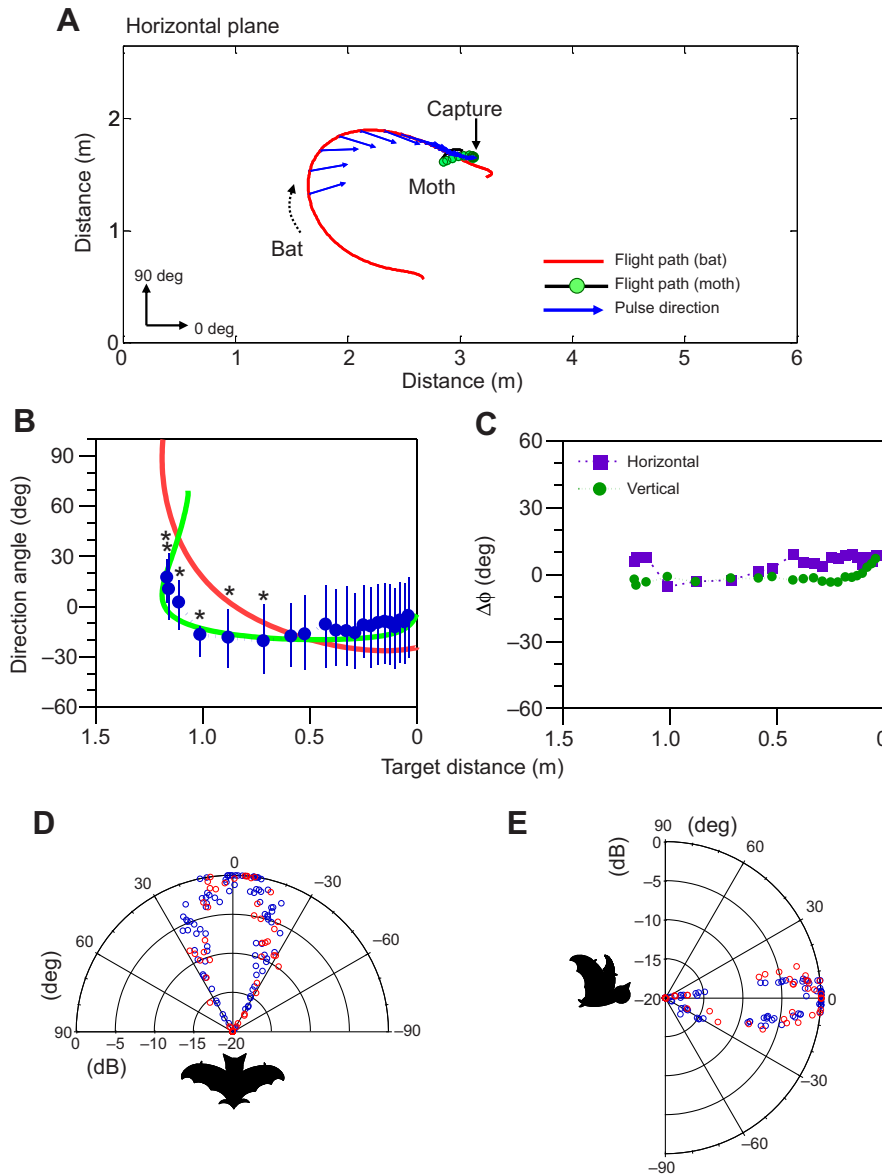 A
Horizontal plane
Distance (m)
2
1
0
Capture
Moth
Bat
90 deg
0 deg
Flight path (bat)
Flight path (moth)
Pulse direction
0 1 2 3 4 5 6
Distance (m)
B
Direction angle (deg)
90
60
30
0
–30
–60
* * * * * *
1.5 1.0 0.5 0
C
Δϕ (deg)
60
30
0
–30
–60
Horizontal
Vertical
1.5 1.0 0.5 0
Target distance (m)
D
0
30 –30
60 –60
(deg)
90 –90
0 –5 –10 –15 –20
(dB)
E
90 (deg)
(dB)
0
–5
–10
–15
–20
60
30
0
–30
–60
–90